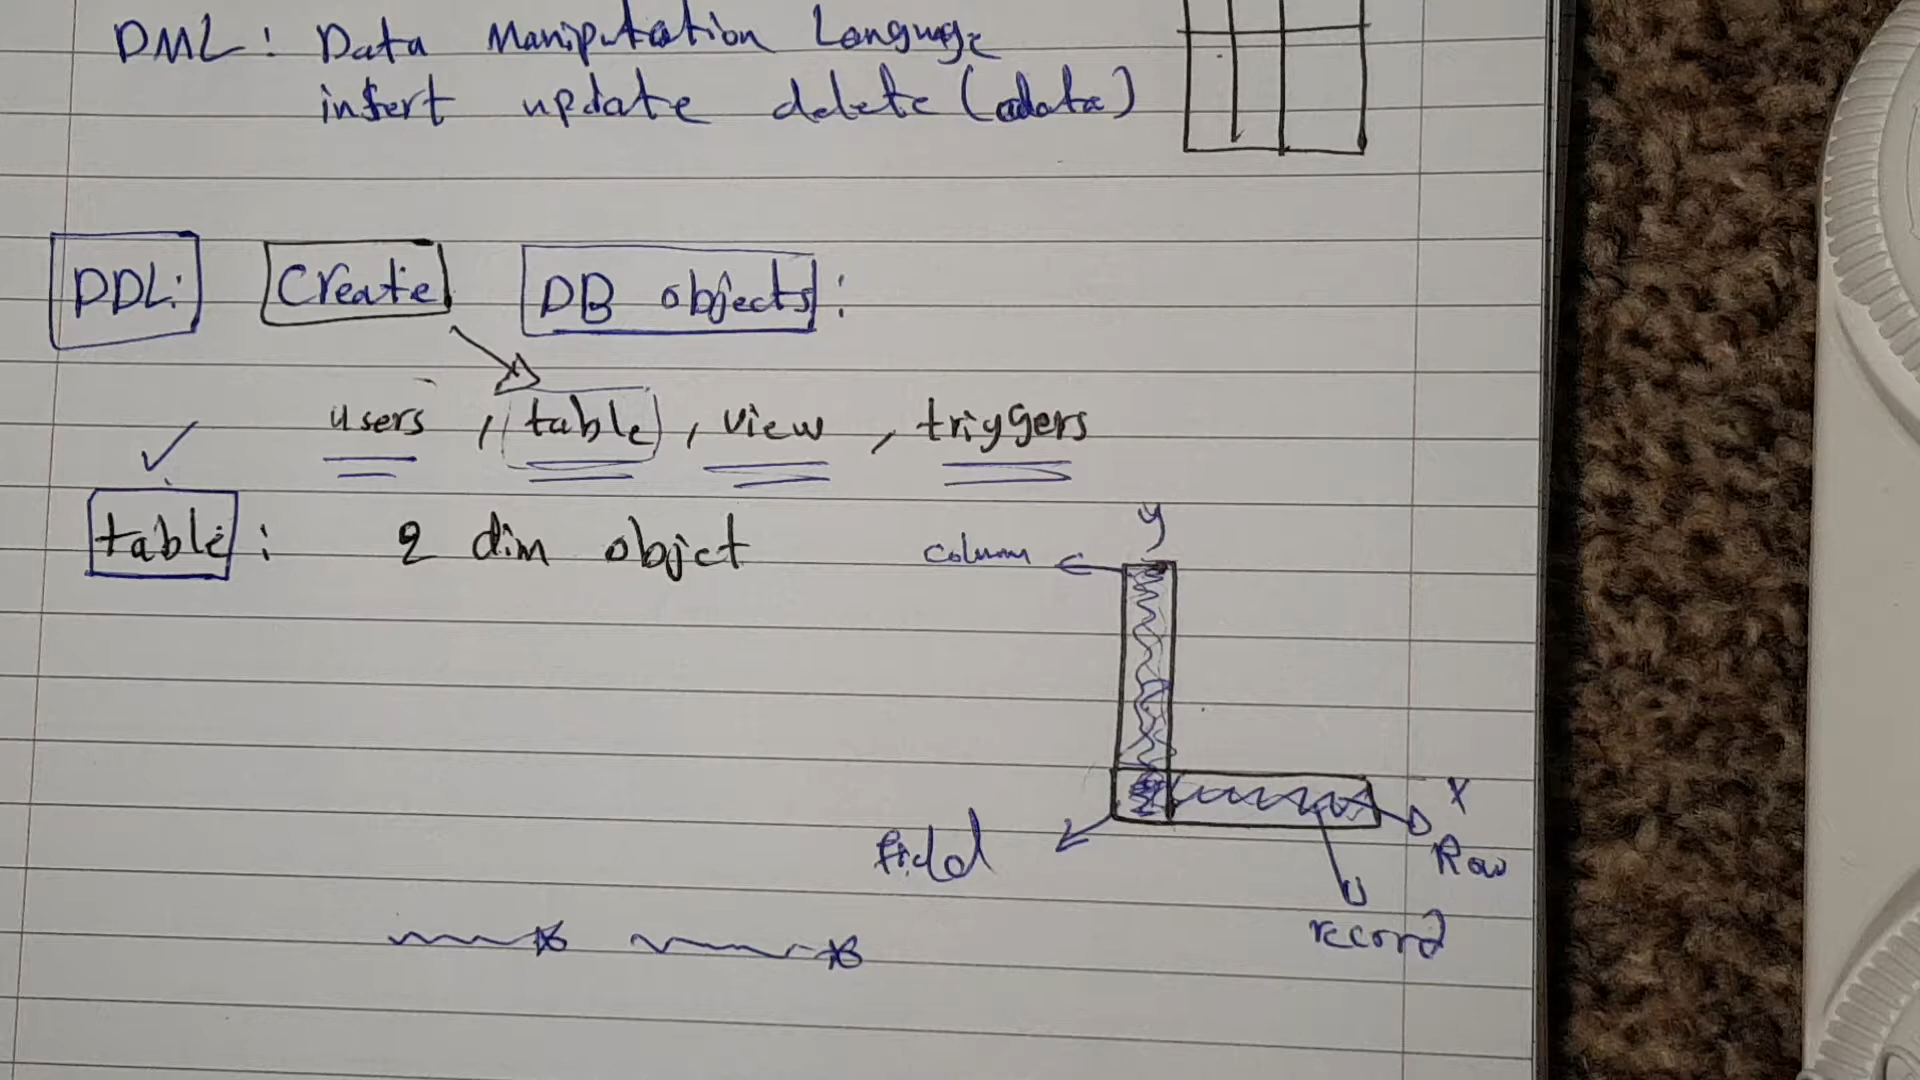 DML: Data Manipulation Language
insert update delete (data)
DDL: Create DB objects:
users, table, view, triggers
table: 2 dim objct
y
column
x
field
Row
record